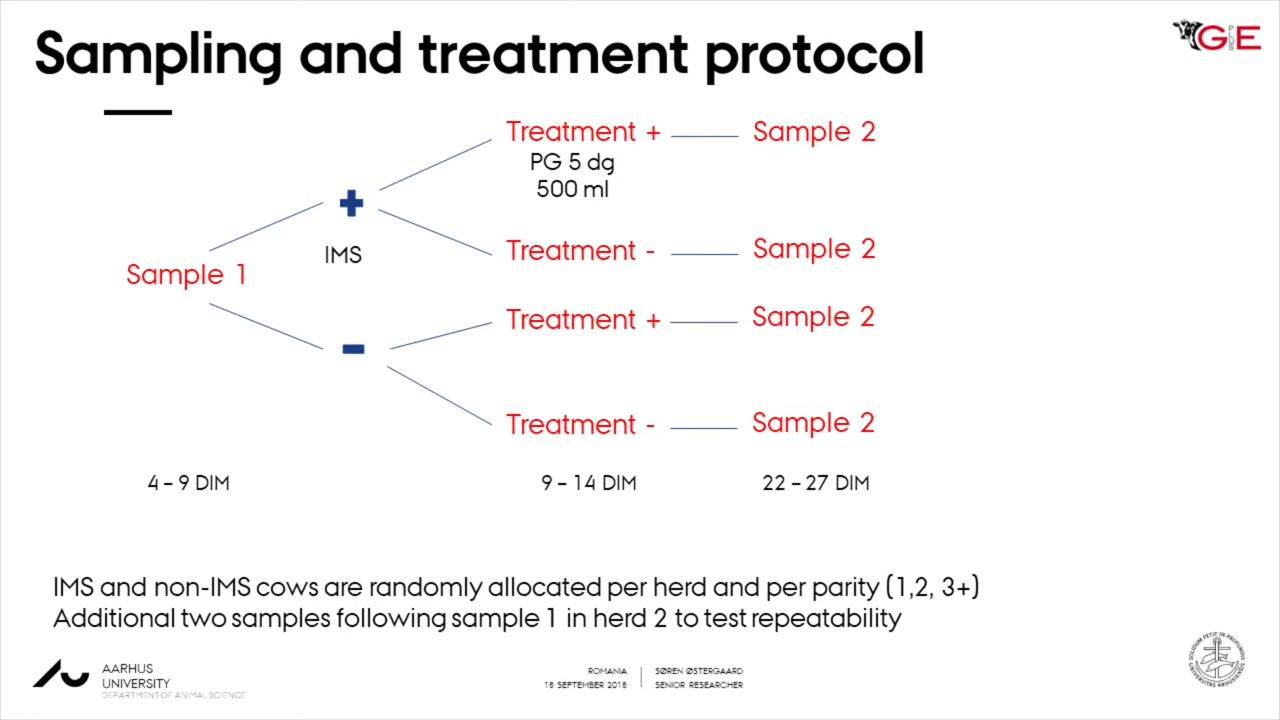 Sampling and treatment protocol
GplusE
Treatment + Sample 2
PG 5 dg
500 ml
+
IMS
Treatment - Sample 2
Sample 1
Treatment + Sample 2
-
Treatment - Sample 2
4 – 9 DIM 9 – 14 DIM 22 – 27 DIM
IMS and non-IMS cows are randomly allocated per herd and per parity (1,2, 3+)
Additional two samples following sample 1 in herd 2 to test repeatability
AARHUS
UNIVERSITY
DEPARTMENT OF ANIMAL SCIENCE
ROMANIA
18 SEPTEMBER 2018
SØREN ØSTERGAARD
SENIOR RESEARCHER